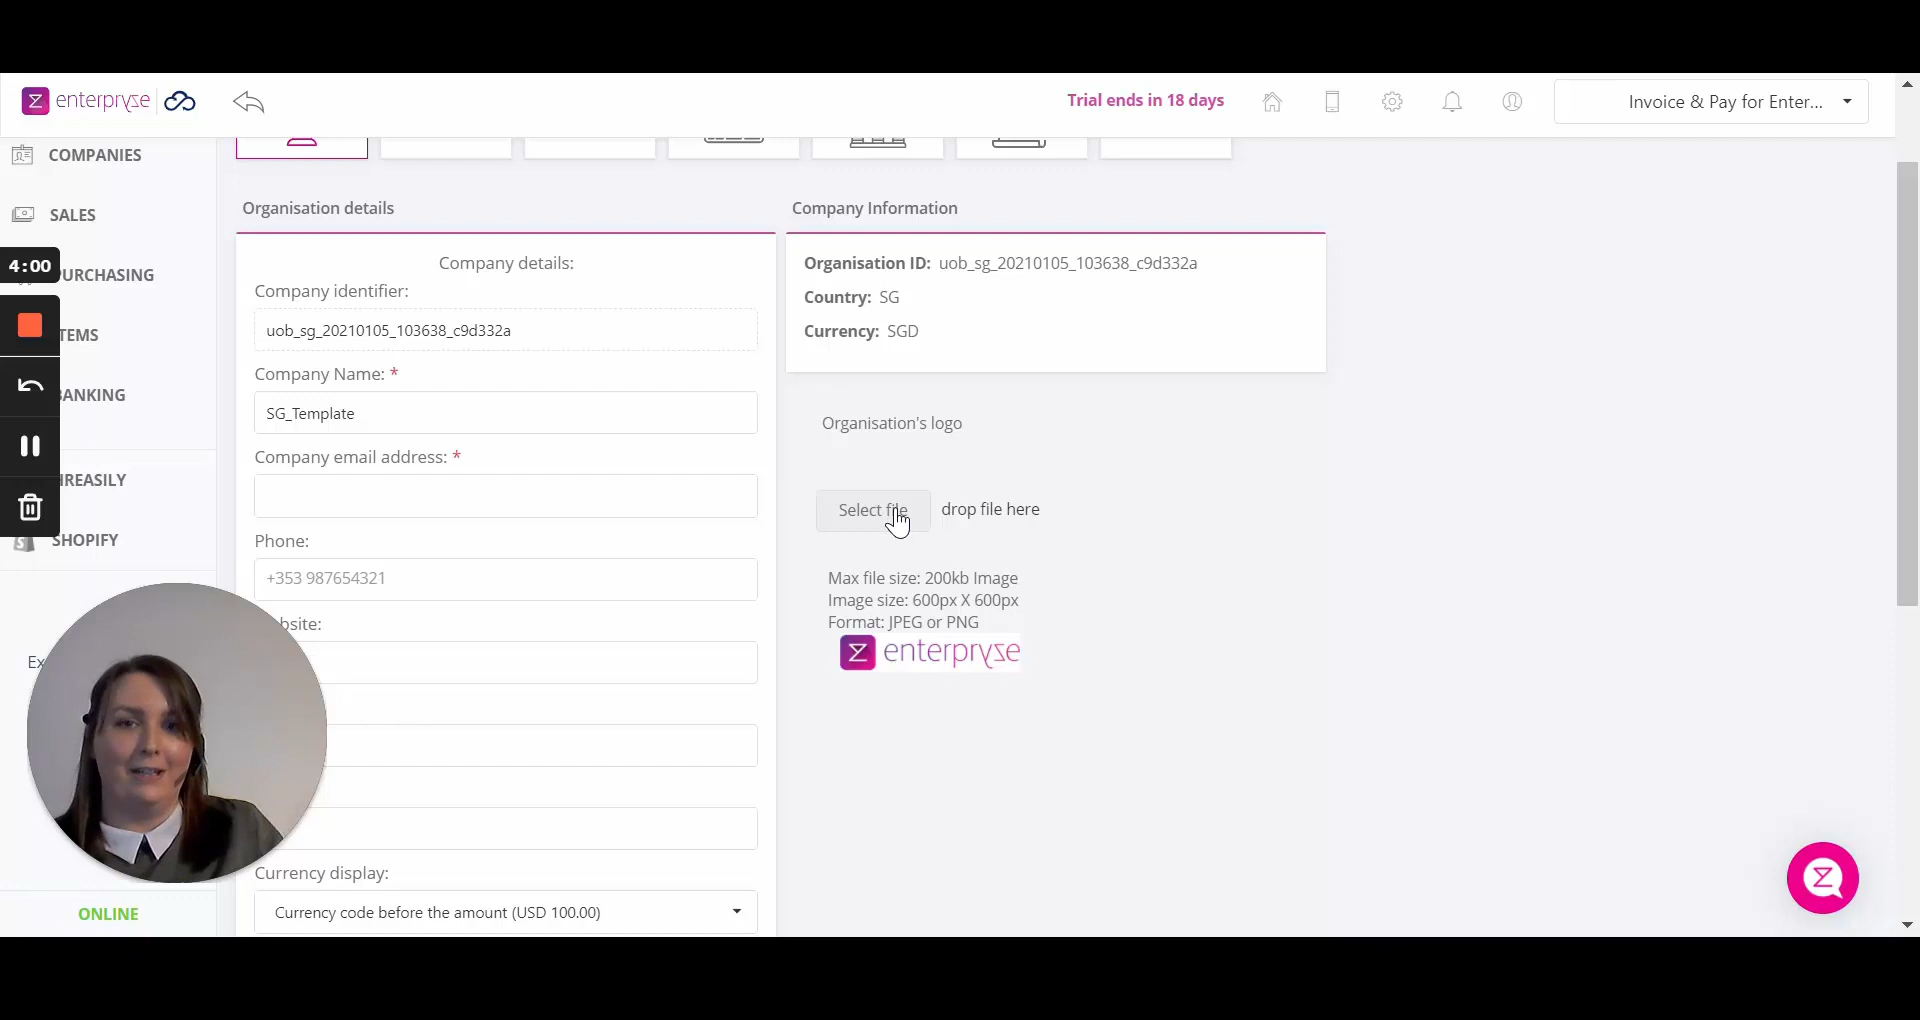 enterpryze
Trial ends in 18 days
Invoice & Pay for Enter...
COMPANIES
SALES
4:00
URCHASING
TEMS
BANKING
HREASILY
SHOPIFY
Ex
ONLINE
Organisation details
Company details:
Company identifier:
uob_sg_20210105_103638_c9d332a
Company Name: *
SG_Template
Company email address: *
Phone:
+353 987654321
bsite:
Currency display:
Currency code before the amount (USD 100.00)
Company Information
Organisation ID: uob_sg_20210105_103638_c9d332a
Country: SG
Currency: SGD
Organisation's logo
Select file drop file here
Max file size: 200kb Image
Image size: 600px X 600px
Format: JPEG or PNG
enterpryze